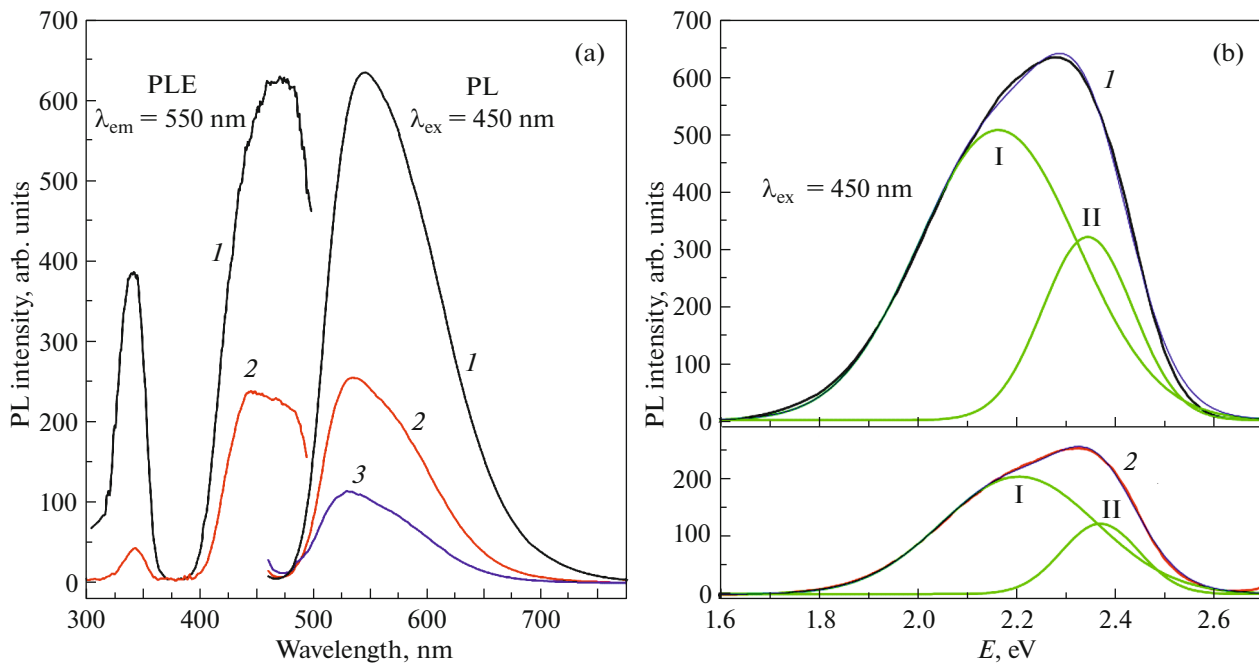 700
600
500
400
300
200
100
0
PL intensity, arb. units
(a)
PLE
λem = 550 nm
PL
λex = 450 nm
1
2
1
2
3
300 400 500 600 700
Wavelength, nm
700
600
500
400
300
200
100
0
PL intensity, arb. units
(b)
1
I
λex = 450 nm
II
200
100
0
2
I
II
1.6 1.8 2.0 2.2 2.4 2.6
E, eV